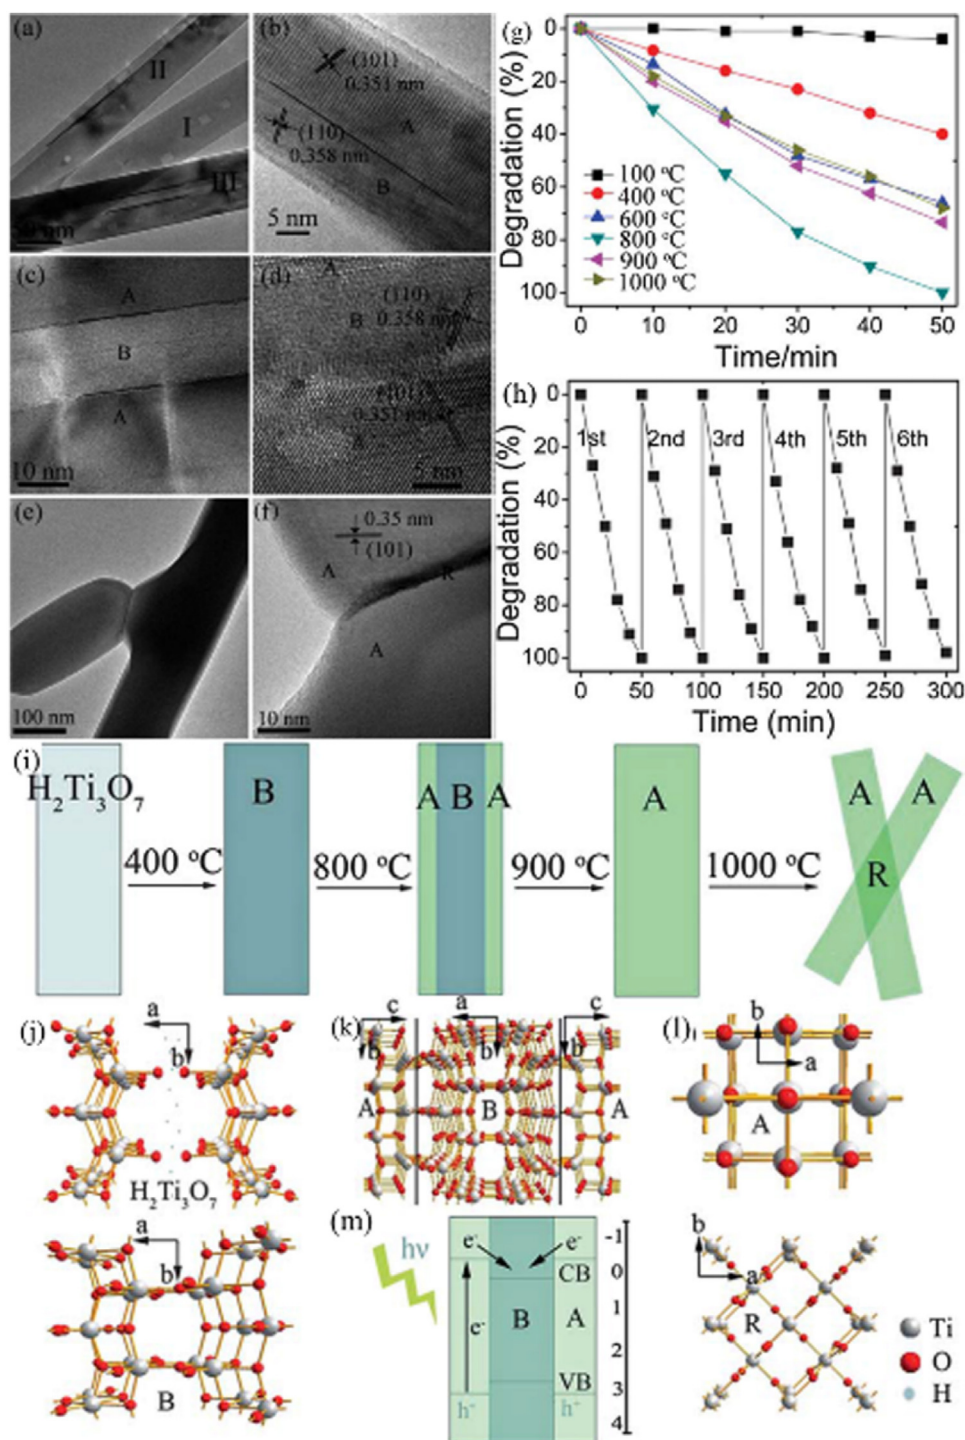 (a)
II
I
III
(b)
(101)
0.351 nm
A
(110)
0.358 nm
B
5 nm
(c)
A
B
A
10 nm
(d)
A
(110)
B
0.358 nm
(101)
0.351 nm
A
5 nm
(e)
100 nm
(f)
0.35 nm
(101)
A
R
A
10 nm
(g)
Degradation (%)
0
20
40
60
80
100
100 °C
400 °C
600 °C
800 °C
900 °C
1000 °C
0 10 20 30 40 50
Time/min
(h)
Degradation (%)
0
20
40
60
80
100
1st 2nd 3rd 4th 5th 6th
0 50 100 150 200 250 300
Time (min)
(i)
H₂Ti₃O₇
400 °C
B
800 °C
A B A
900 °C
A
1000 °C
A A
R
(j)
a
b
H₂Ti₃O₇
a
b
B
(k)
c a c
b b b
A B A
(l)
b
a
A
(m)
hν
e⁻ e⁻
e⁻
h⁺ h⁺
B
CB
A
VB
-1
0
1
2
3
4
b
a
R
Ti
O
H